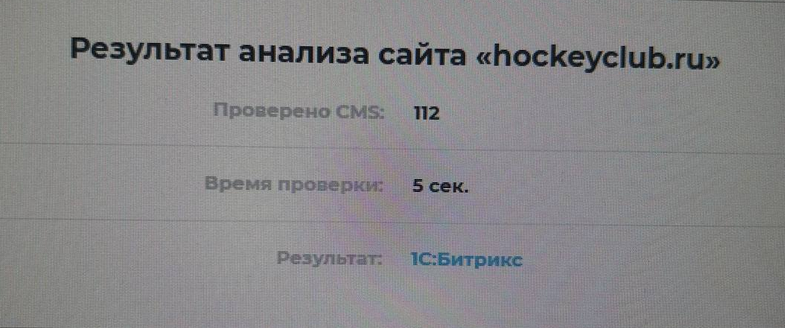 Результат анализа сайта «hockeyclub.ru»
Проверено CMS: 112
Время проверки: 5 сек.
Результат: 1С:Битрикс